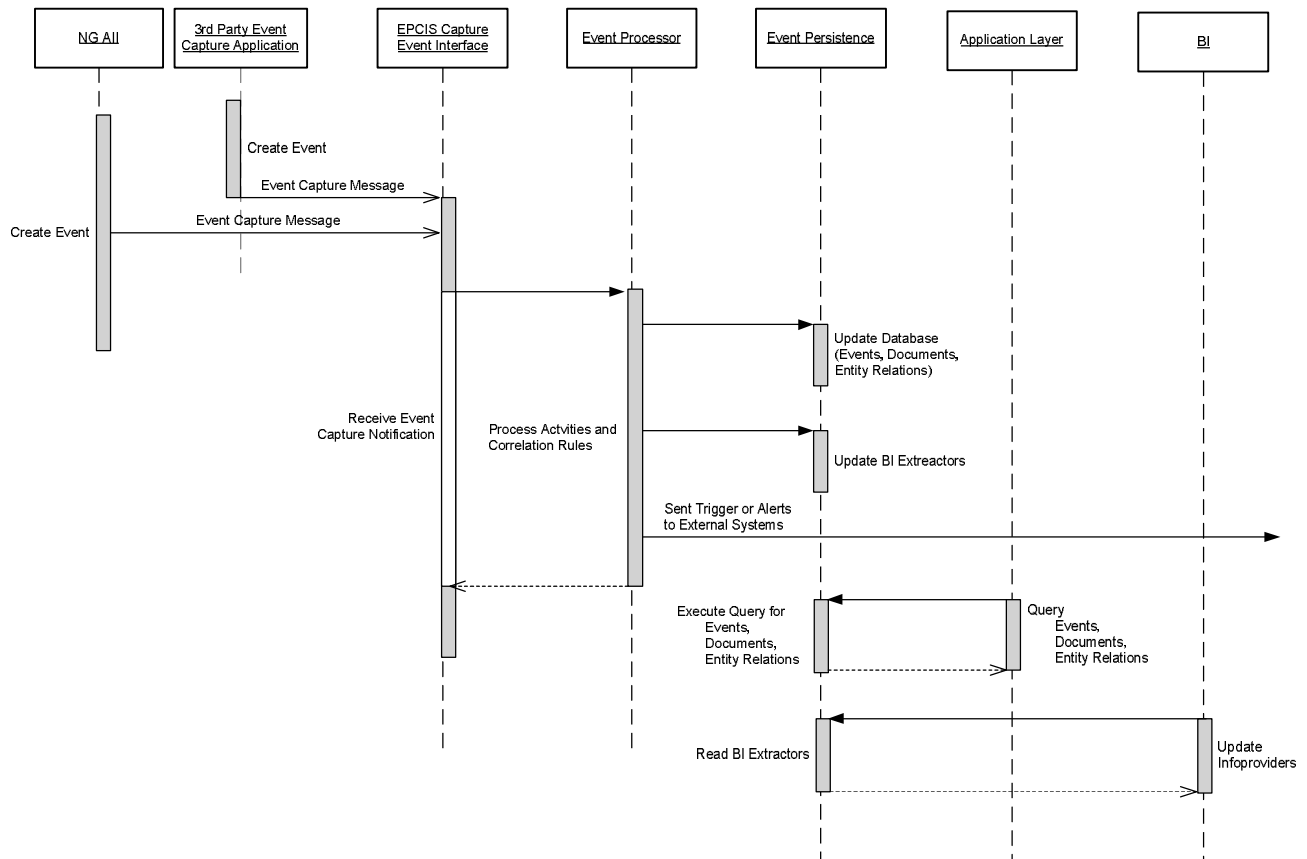 NG AII
3rd Party Event
Capture Application
EPCIS Capture
Event Interface
Event Processor
Event Persistence
Application Layer
BI
Create Event
Event Capture Message
Event Capture Message
Create Event
Update Database
(Events, Documents,
Entity Relations)
Receive Event
Capture Notification
Process Actvities and
Correlation Rules
Update BI Extreactors
Sent Trigger or Alerts
to External Systems
Execute Query for
Events,
Documents,
Entity Relations
Query
Events,
Documents,
Entity Relations
Read BI Extractors
Update
Infoproviders